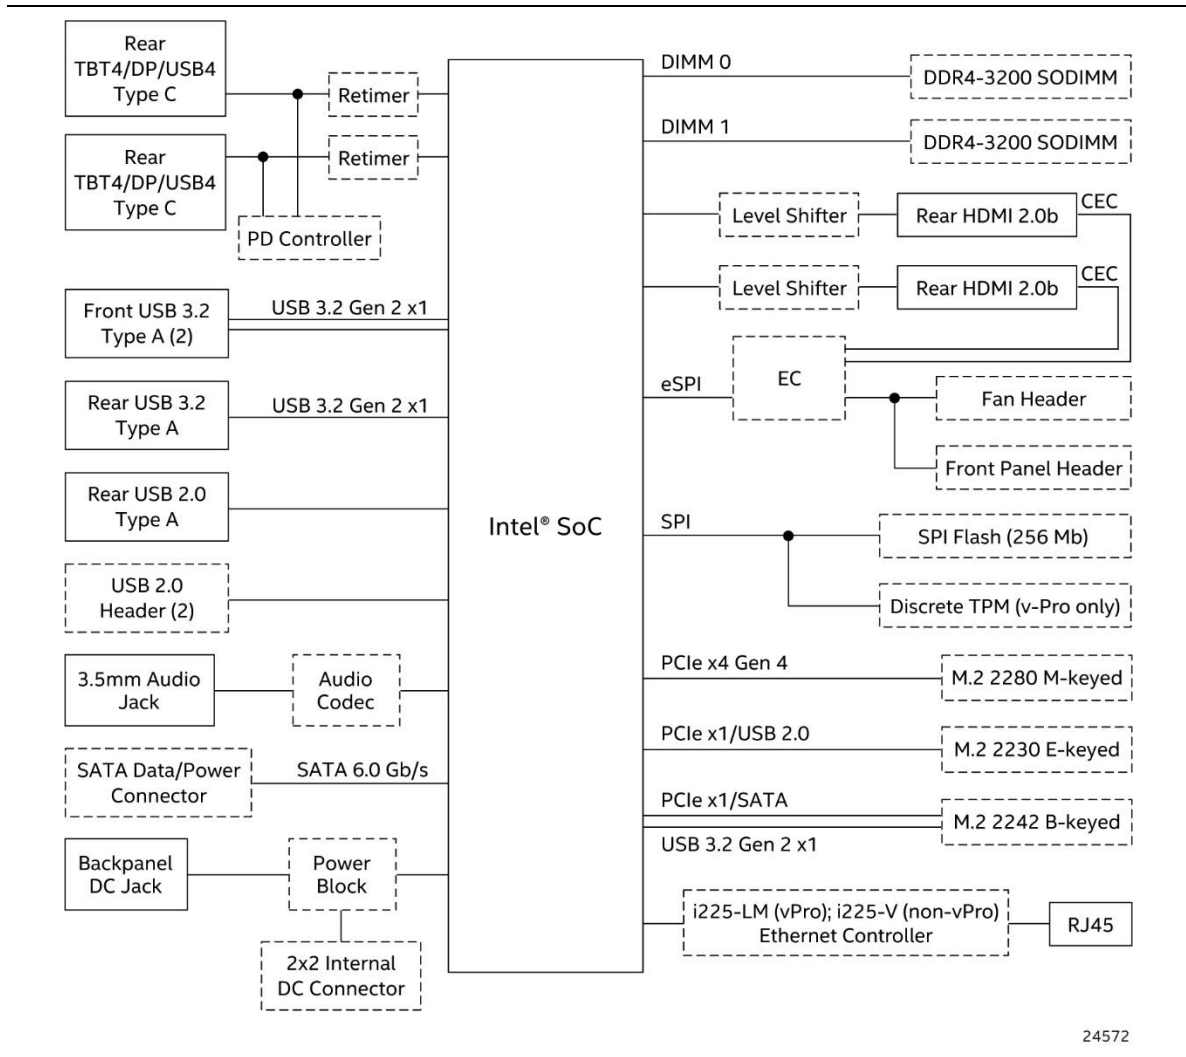 Rear
TBT4/DP/USB4
Type C
Retimer
Rear
TBT4/DP/USB4
Type C
Retimer
PD Controller
Front USB 3.2
Type A (2)
USB 3.2 Gen 2 x1
Rear USB 3.2
Type A
USB 3.2 Gen 2 x1
Rear USB 2.0
Type A
USB 2.0
Header (2)
3.5mm Audio
Jack
Audio
Codec
SATA Data/Power
Connector
SATA 6.0 Gb/s
Backpanel
DC Jack
Power
Block
2x2 Internal
DC Connector
Intel® SoC
DIMM 0
DDR4-3200 SODIMM
DIMM 1
DDR4-3200 SODIMM
Level Shifter
Rear HDMI 2.0b
CEC
Level Shifter
Rear HDMI 2.0b
CEC
eSPI
EC
Fan Header
Front Panel Header
SPI
SPI Flash (256 Mb)
Discrete TPM (v-Pro only)
PCIe x4 Gen 4
M.2 2280 M-keyed
PCIe x1/USB 2.0
M.2 2230 E-keyed
PCIe x1/SATA
USB 3.2 Gen 2 x1
M.2 2242 B-keyed
i225-LM (vPro); i225-V (non-vPro)
Ethernet Controller
RJ45
24572